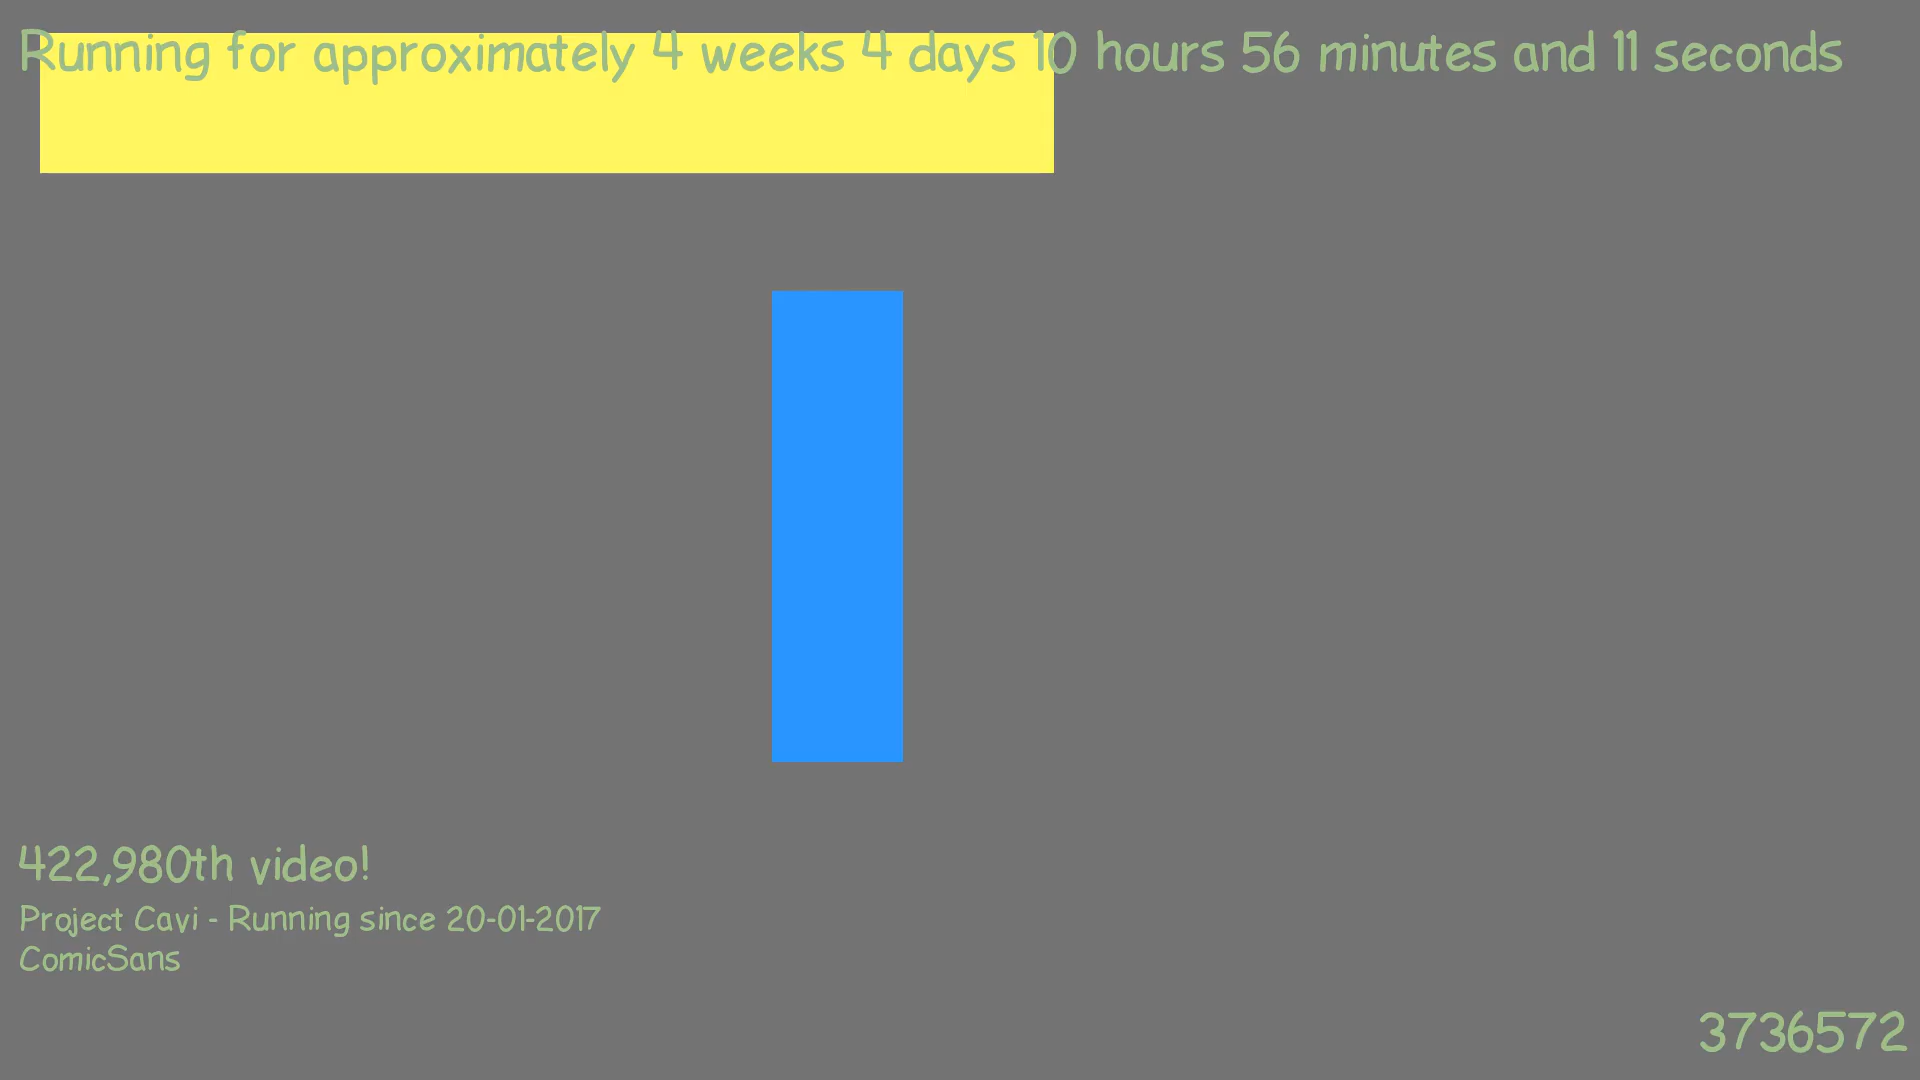 Running for approximately 4 weeks 4 days 10 hours 56 minutes and 11 seconds
422,980th video!
Project Cavi - Running since 20-01-2017
ComicSans
3736572